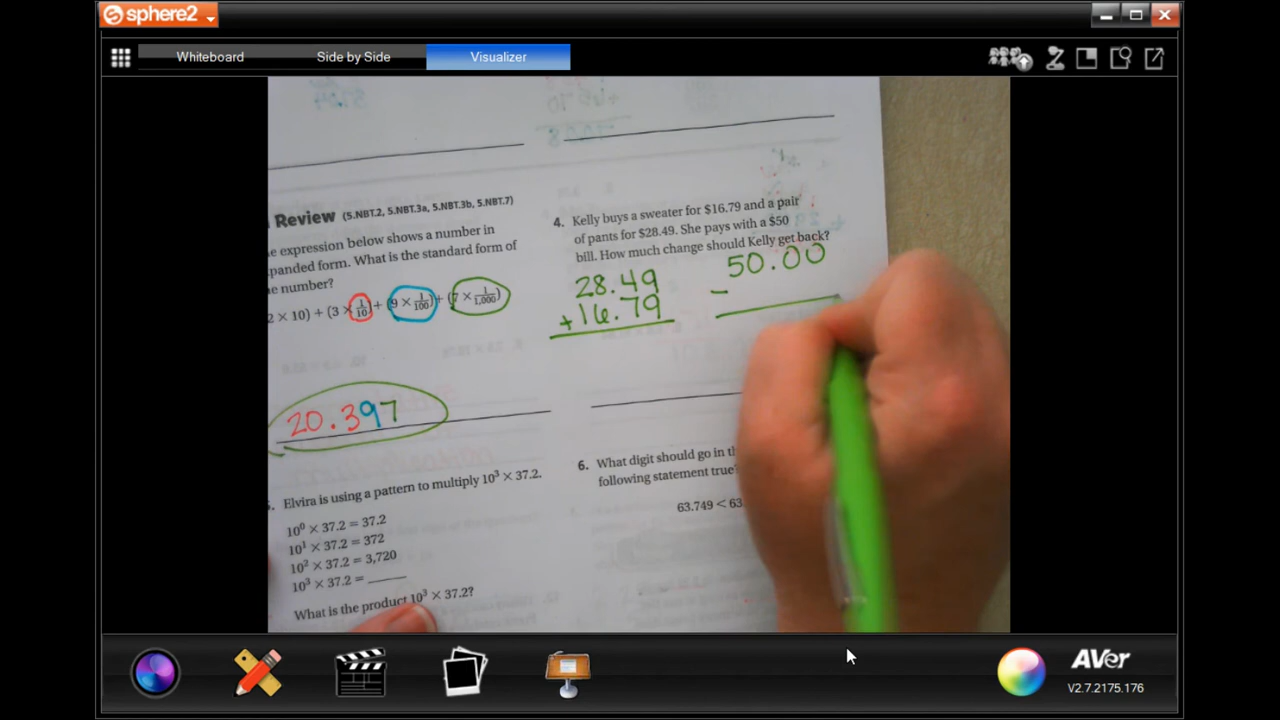 sphere2
Whiteboard
Side by Side
Visualizer
Review (5.NBT.2, 5.NBT.3a, 5.NBT.3b, 5.NBT.7)
e expression below shows a number in
panded form. What is the standard form of
e number?
2 × 10) + (3 × 1/10) + (9 × 1/100) + (7 × 1/1,000)
20.397
4. Kelly buys a sweater for $16.79 and a pair
of pants for $28.49. She pays with a $50
bill. How much change should Kelly get back?
28.49
+16.79
50.00
−
5. Elvira is using a pattern to multiply 10³ × 37.2.
10⁰ × 37.2 = 37.2
10¹ × 37.2 = 372
10² × 37.2 = 3,720
10³ × 37.2 = ____
What is the product 10³ × 37.2?
6. What digit should go in th
following statement true?
63.749 < 63
AVer
V2.7.2175.176